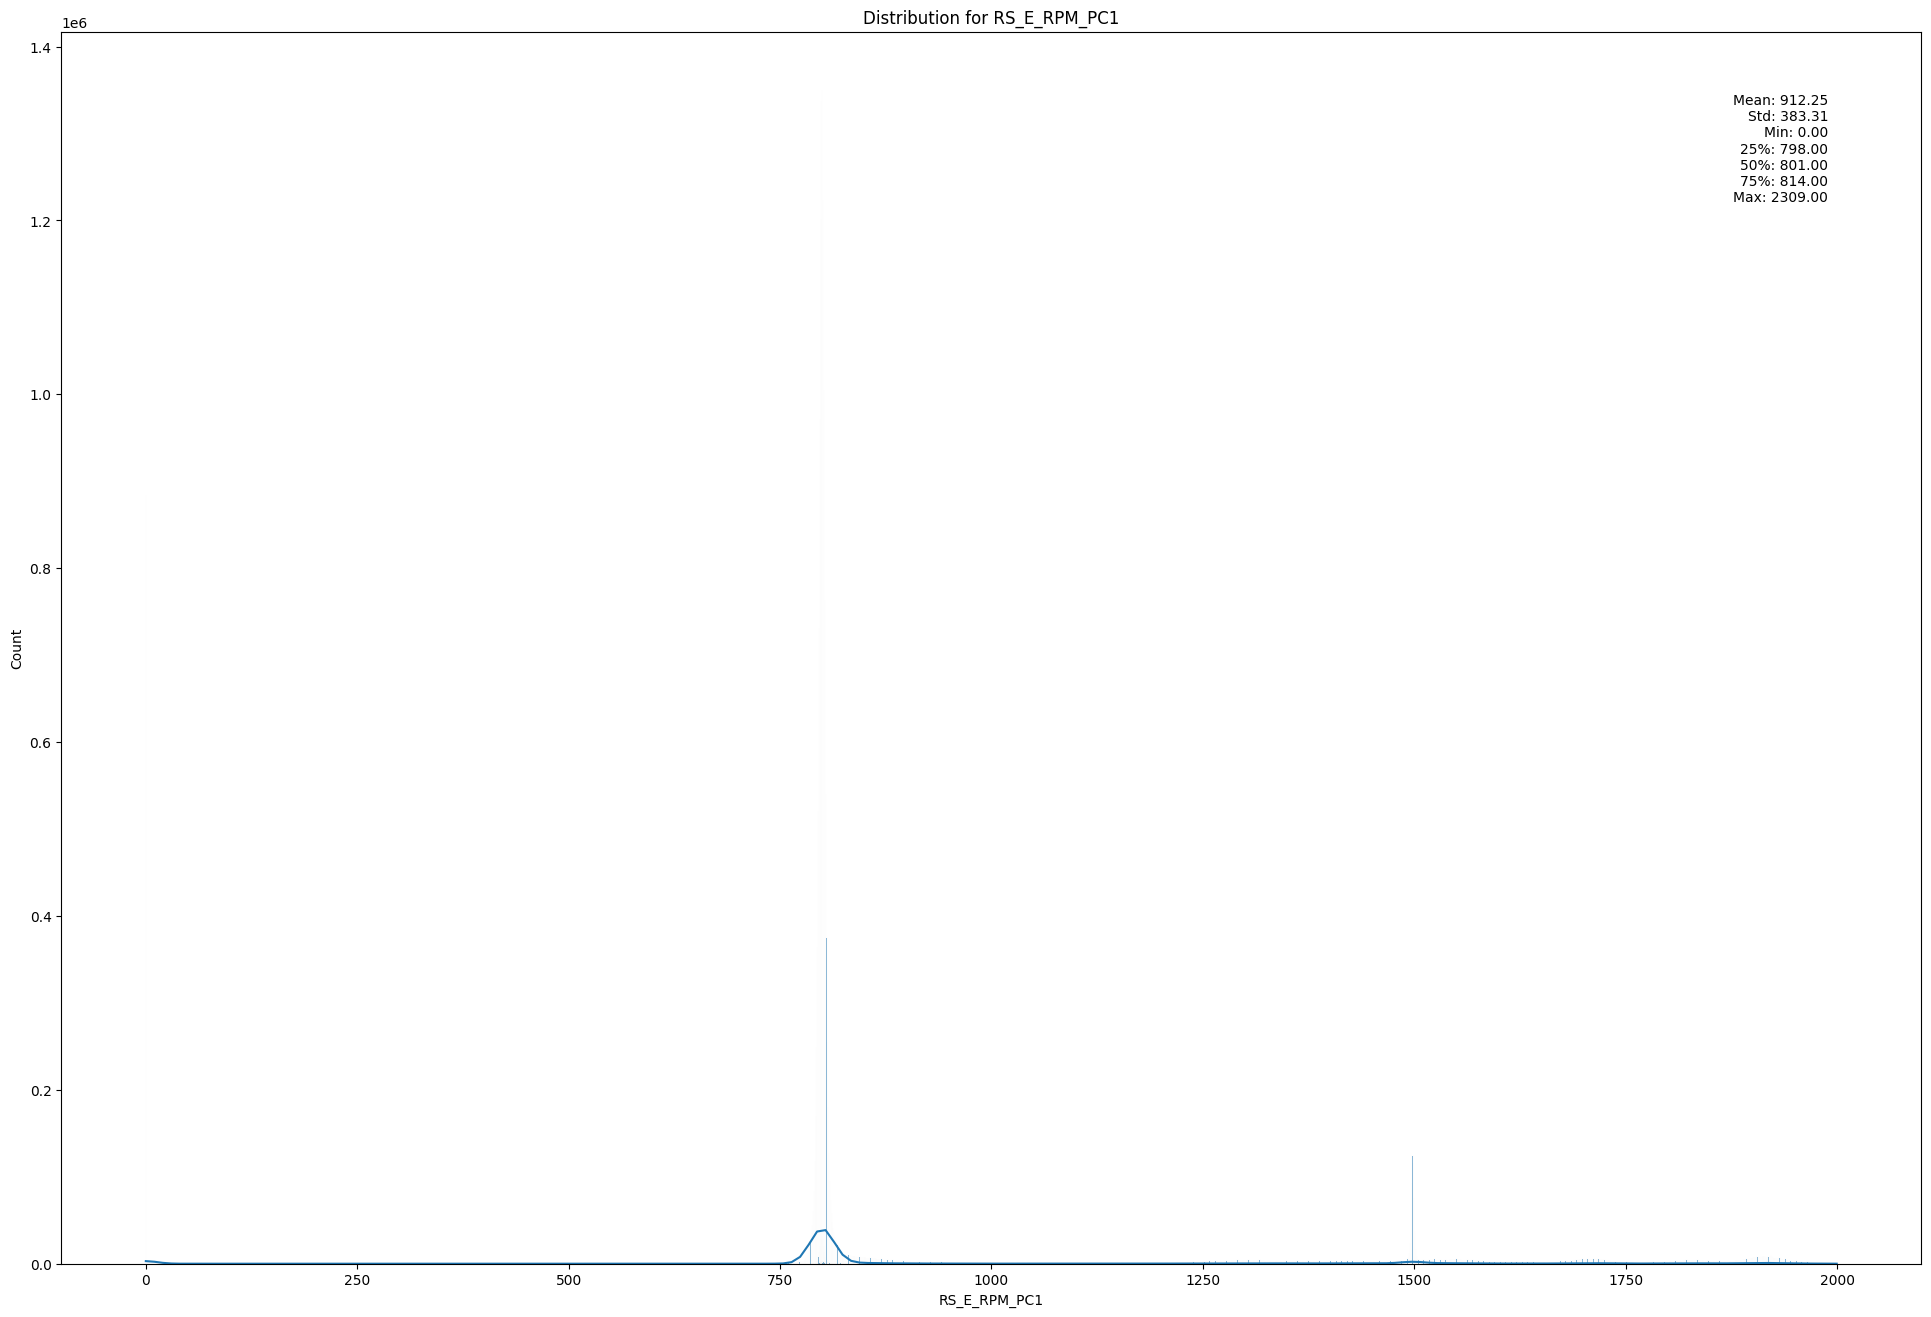 Distribution for RS_E_RPM_PC1
1e6
1.4
1.2
1.0
0.8
0.6
0.4
0.2
0.0
Count
Mean: 912.25
Std: 383.31
Min: 0.00
25%: 798.00
50%: 801.00
75%: 814.00
Max: 2309.00
0 250 500 750 1000 1250 1500 1750 2000
RS_E_RPM_PC1